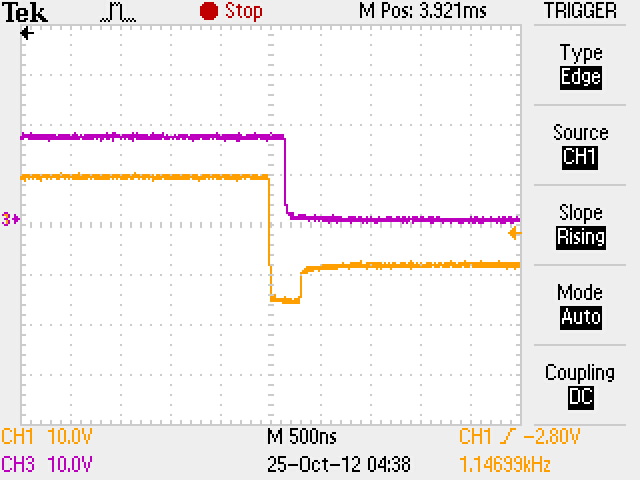 Tek Stop M Pos: 3.921ms TRIGGER
Type
Edge
Source
CH1
3
Slope
Rising
Mode
Auto
Coupling
DC
CH1 10.0V M 500ns CH1 -2.80V
CH3 10.0V 25-Oct-12 04:38 1.14699kHz